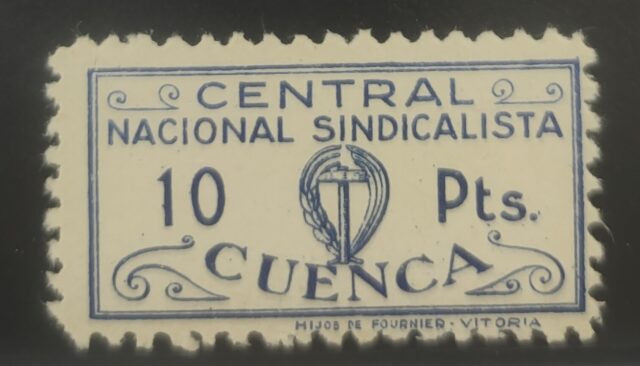 CENTRAL
NACIONAL SINDICALISTA
10 Pts.
CUENCA
HIJOS DE FOURNIER - VITORIA